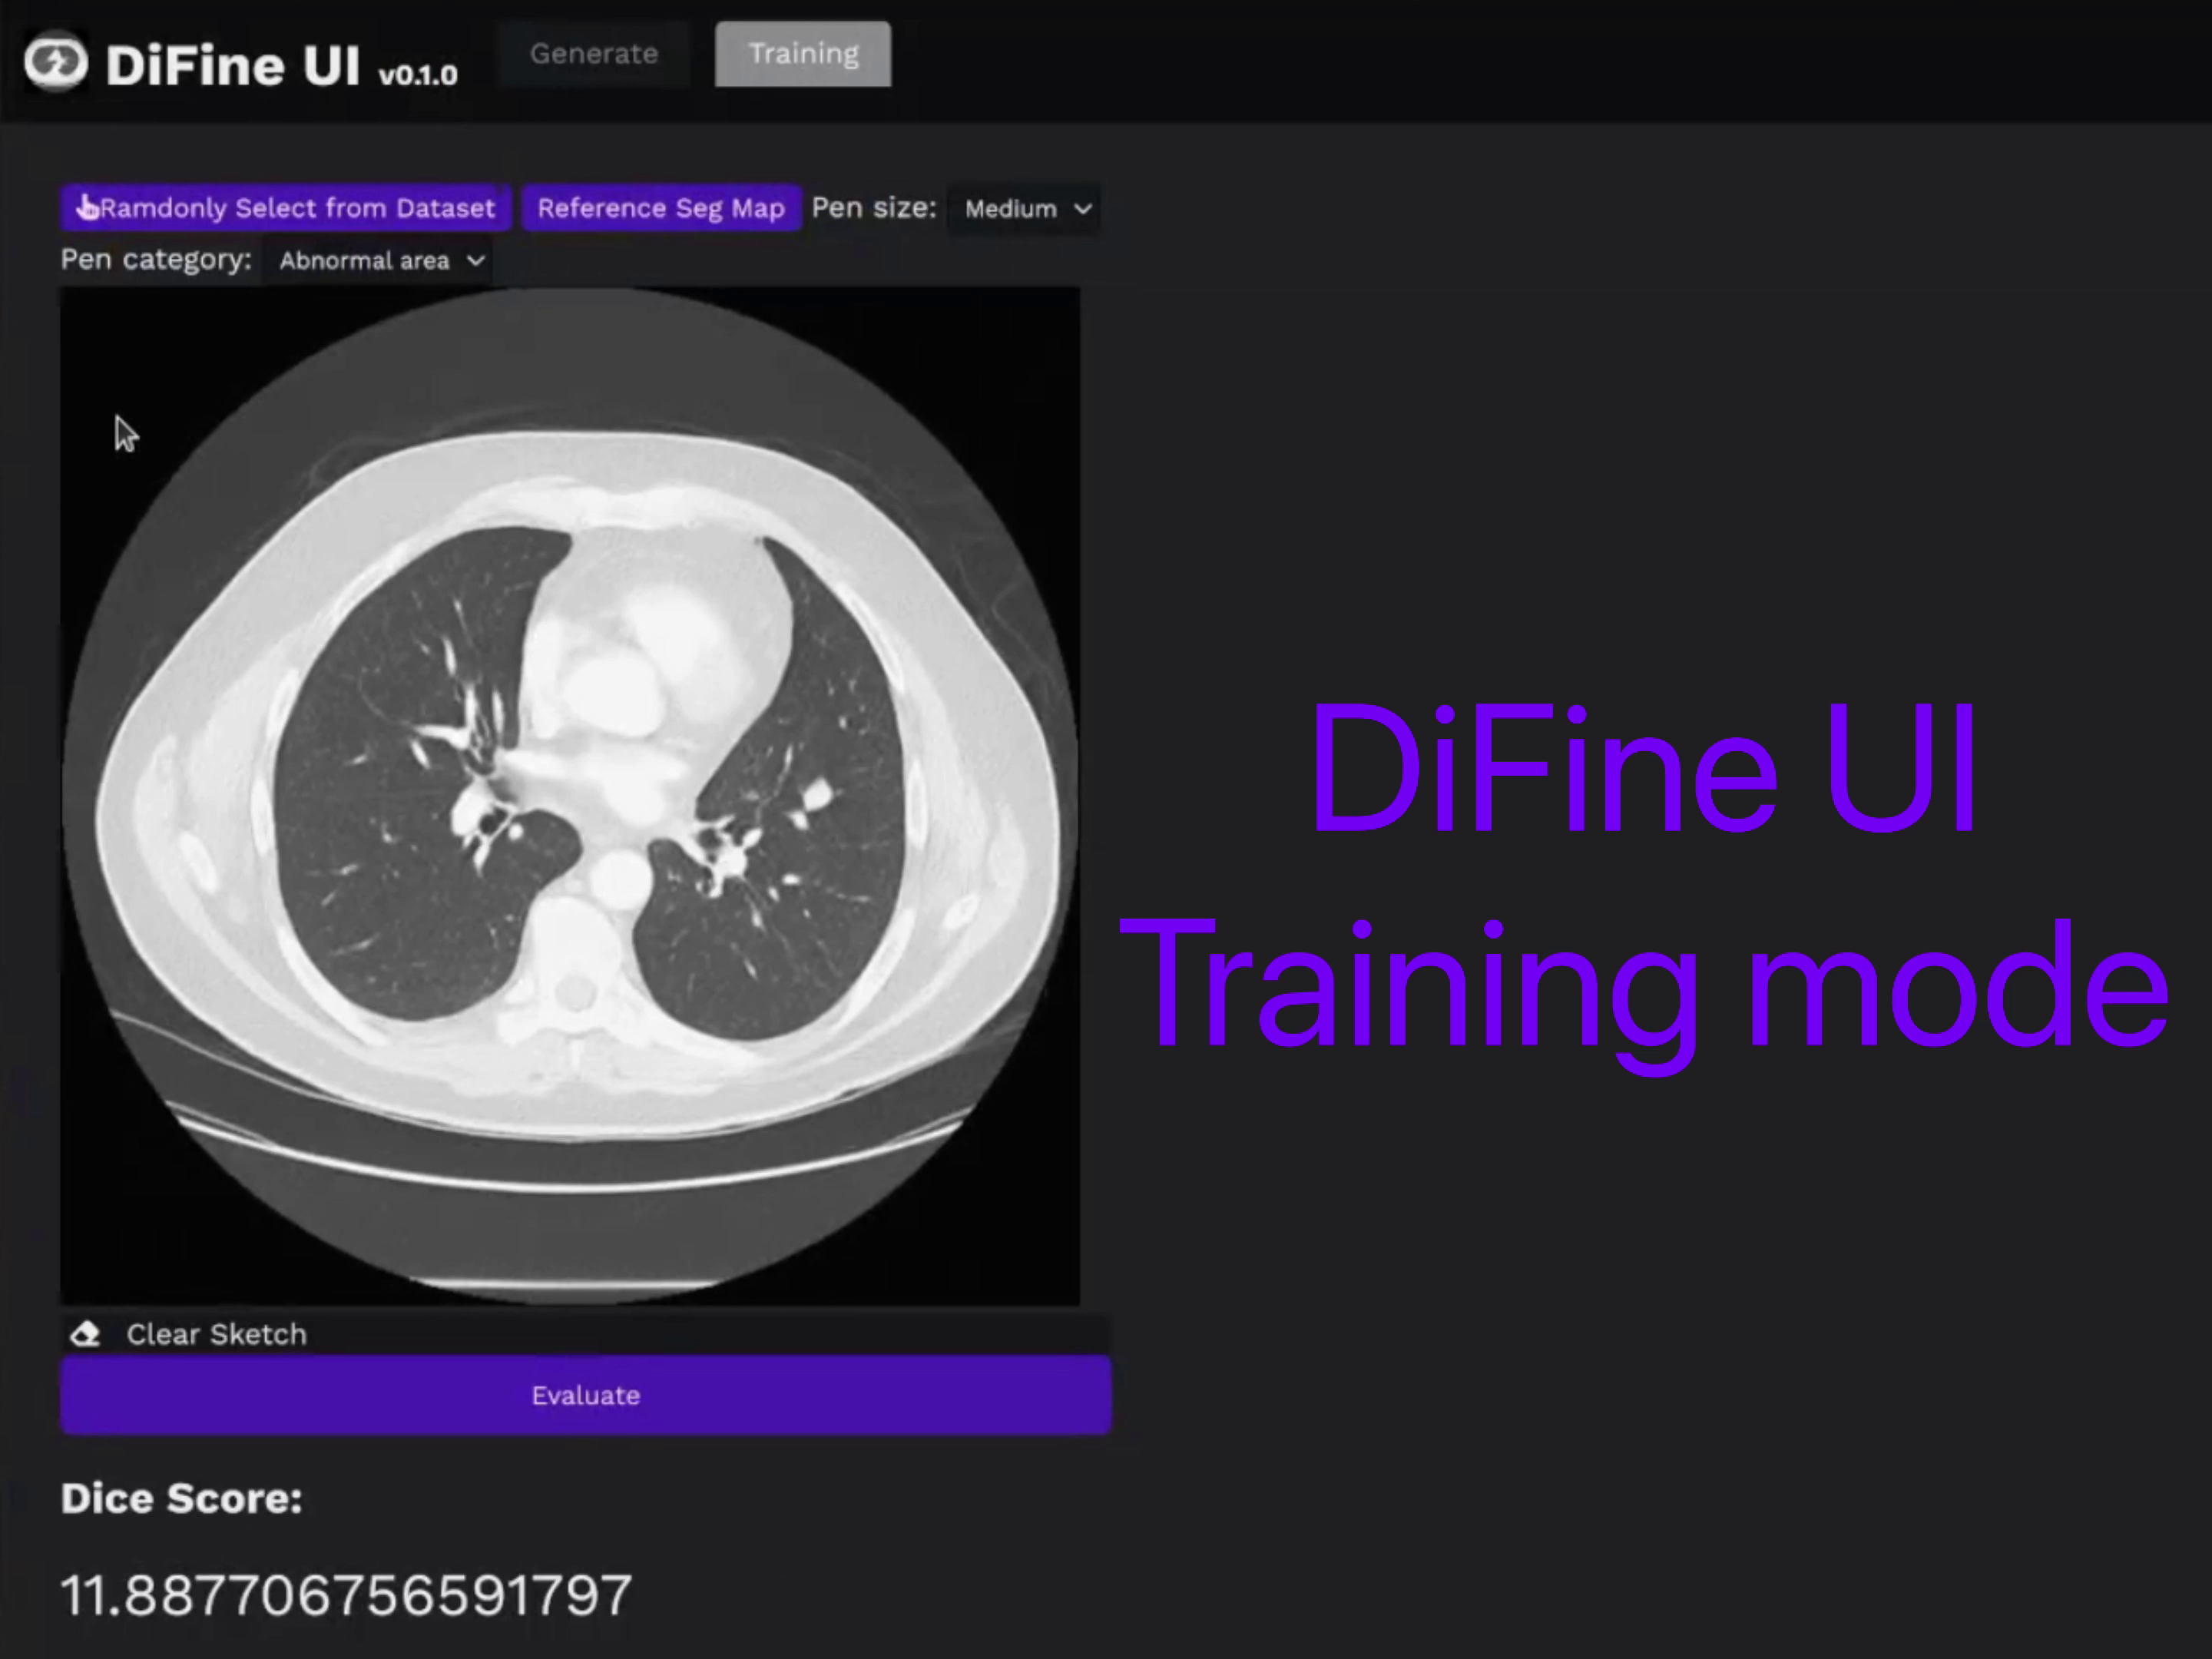 DiFine UI v0.1.0 Generate Training
Ramdonly Select from Dataset Reference Seg Map Pen size: Medium
Pen category: Abnormal area
DiFine UI
Training mode
Clear Sketch
Evaluate
Dice Score:
11.887706756591797